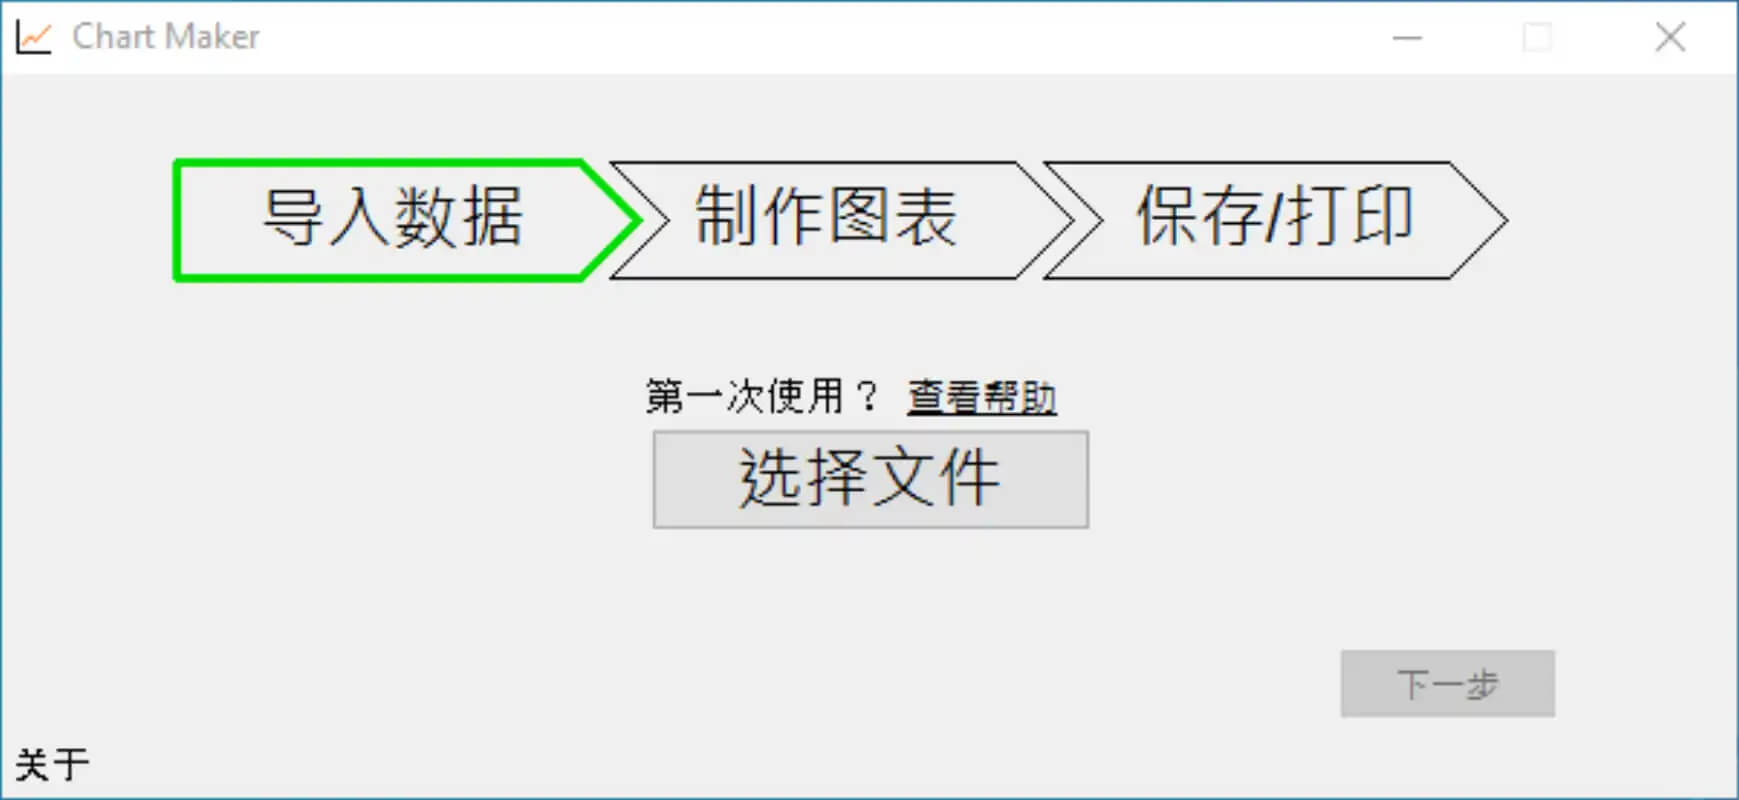 Chart Maker
导入数据 制作图表 保存/打印
第一次使用？ 查看帮助
选择文件
下一步
关于